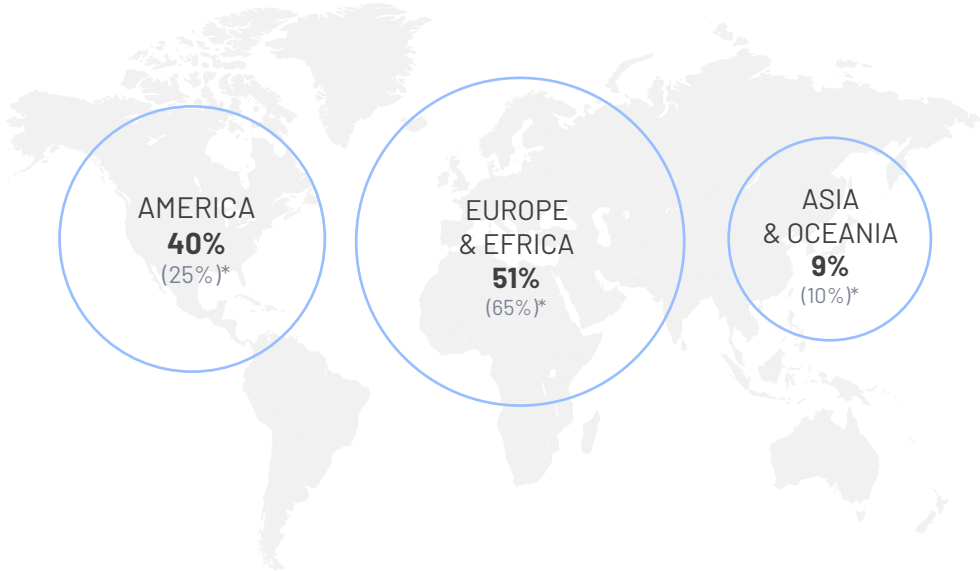 AMERICA
40%
(25%)*
EUROPE
& EFRICA
51%
(65%)*
ASIA
& OCEANIA
9%
(10%)*